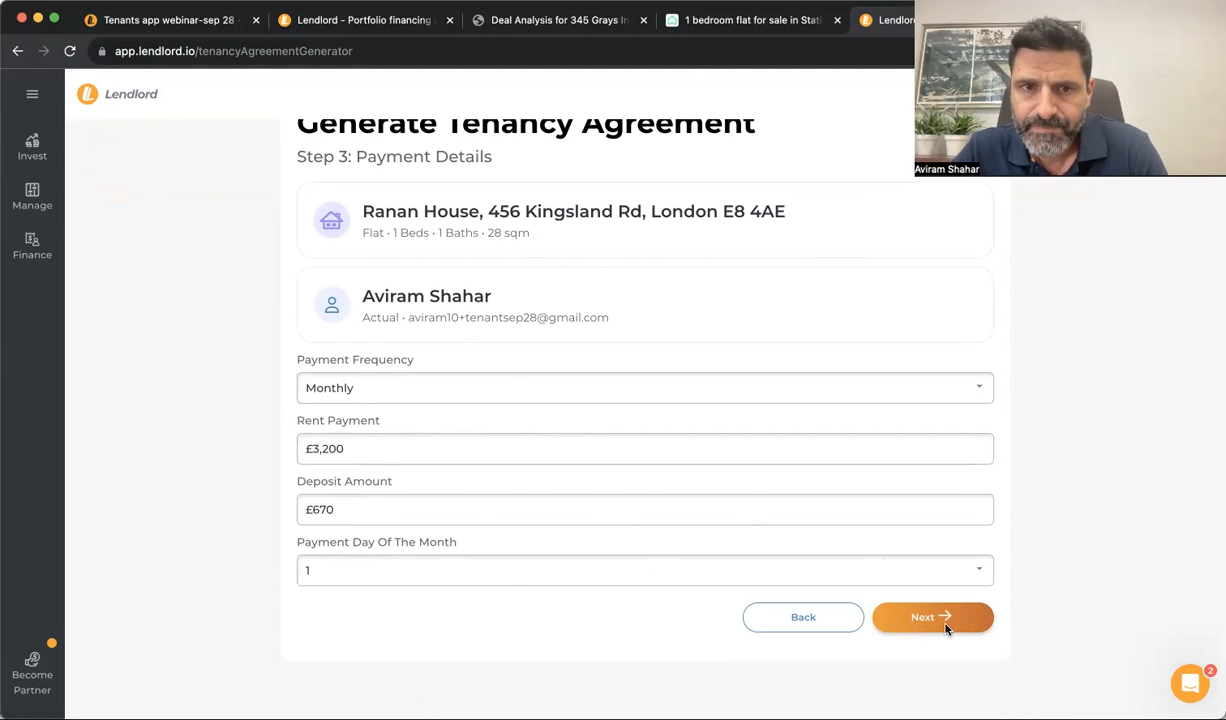 Tenants app webinar-sep 28 -
Lendlord - Portfolio financing
Deal Analysis for 345 Grays In
1 bedroom flat for sale in Stati
Lendlord
app.lendlord.io/tenancyAgreementGenerator
Lendlord
Aviram Shahar
Invest
Manage
Finance
Become
Partner
Generate Tenancy Agreement
Step 3: Payment Details
Ranan House, 456 Kingsland Rd, London E8 4AE
Flat • 1 Beds • 1 Baths • 28 sqm
Aviram Shahar
Actual • aviram10+tenantsep28@gmail.com
Payment Frequency
Monthly
Rent Payment
£3,200
Deposit Amount
£670
Payment Day Of The Month
1
Back
Next
2